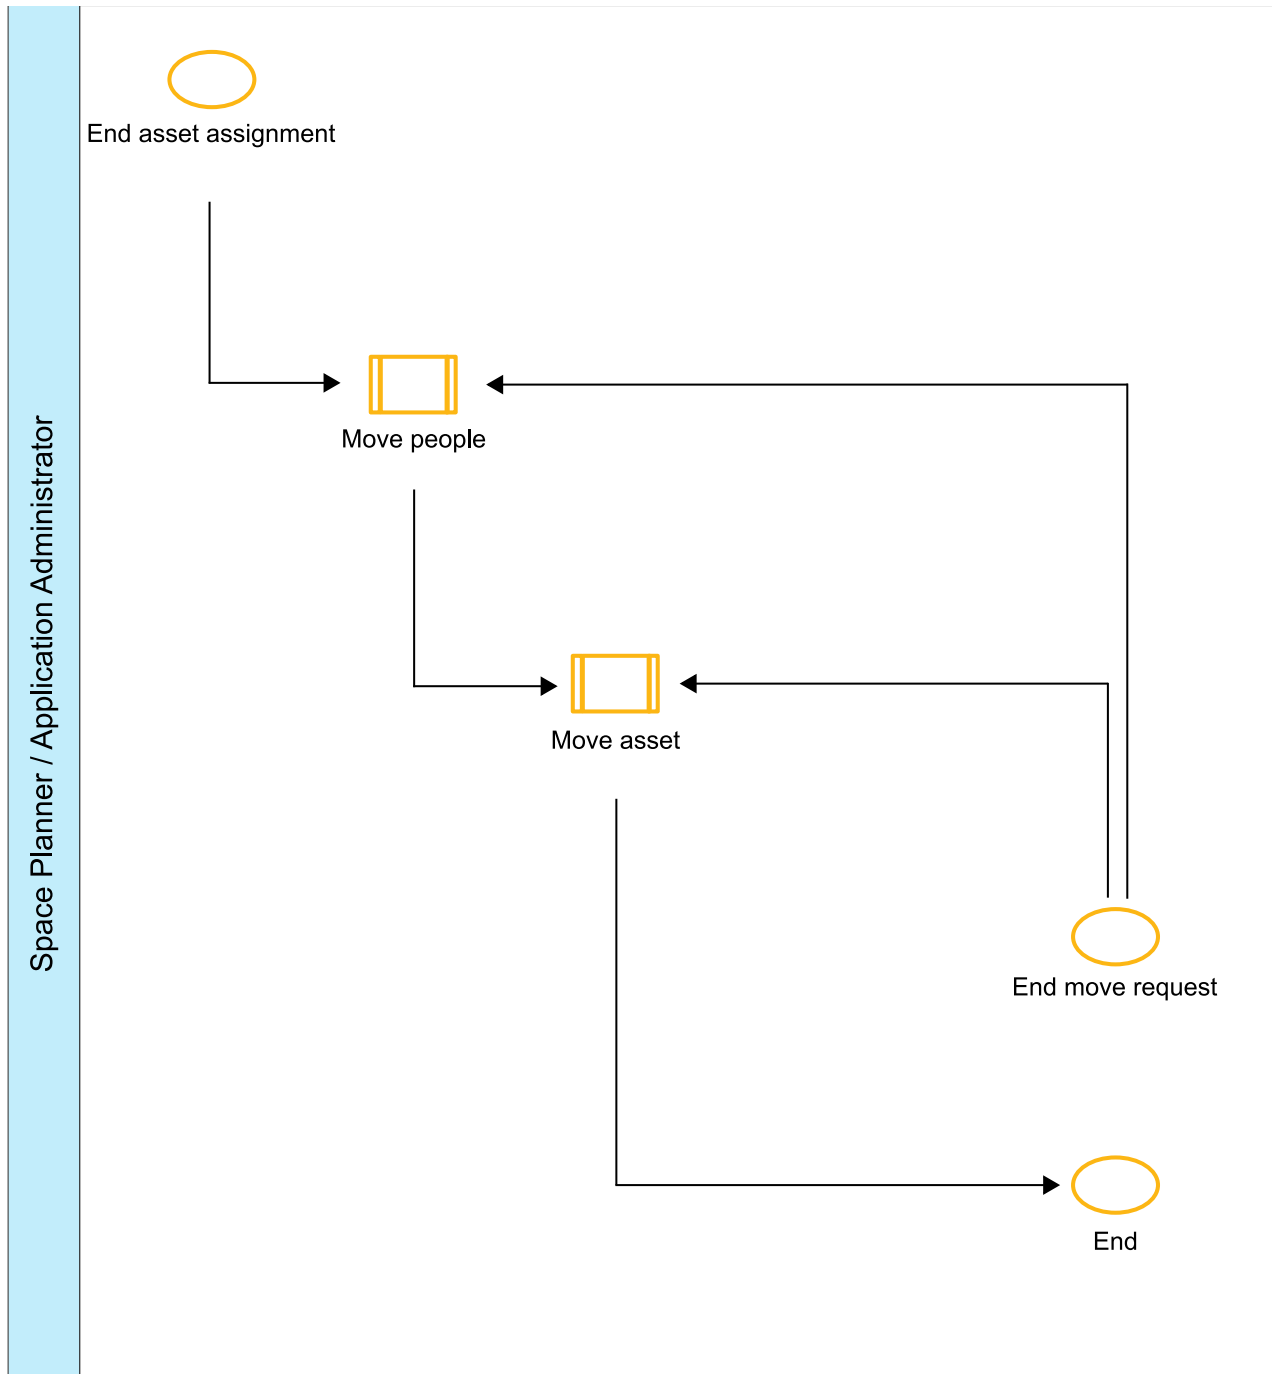 Space Planner / Application Administrator
End asset assignment
Move people
Move asset
End move request
End